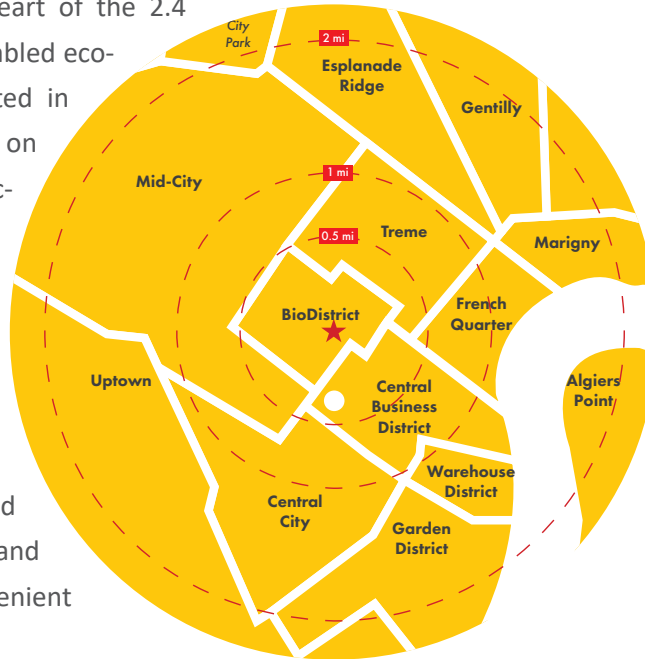 eart of the 2.4
abled eco-
ted in
on
c-
d
and
enient
City
Park
2 mi
Esplanade
Ridge
Gentilly
1 mi
Mid-City
0.5 mi
Treme
Marigny
BioDistrict
French
Quarter
Uptown
Central
Business
District
Algiers
Point
Warehouse
District
Central
City
Garden
District